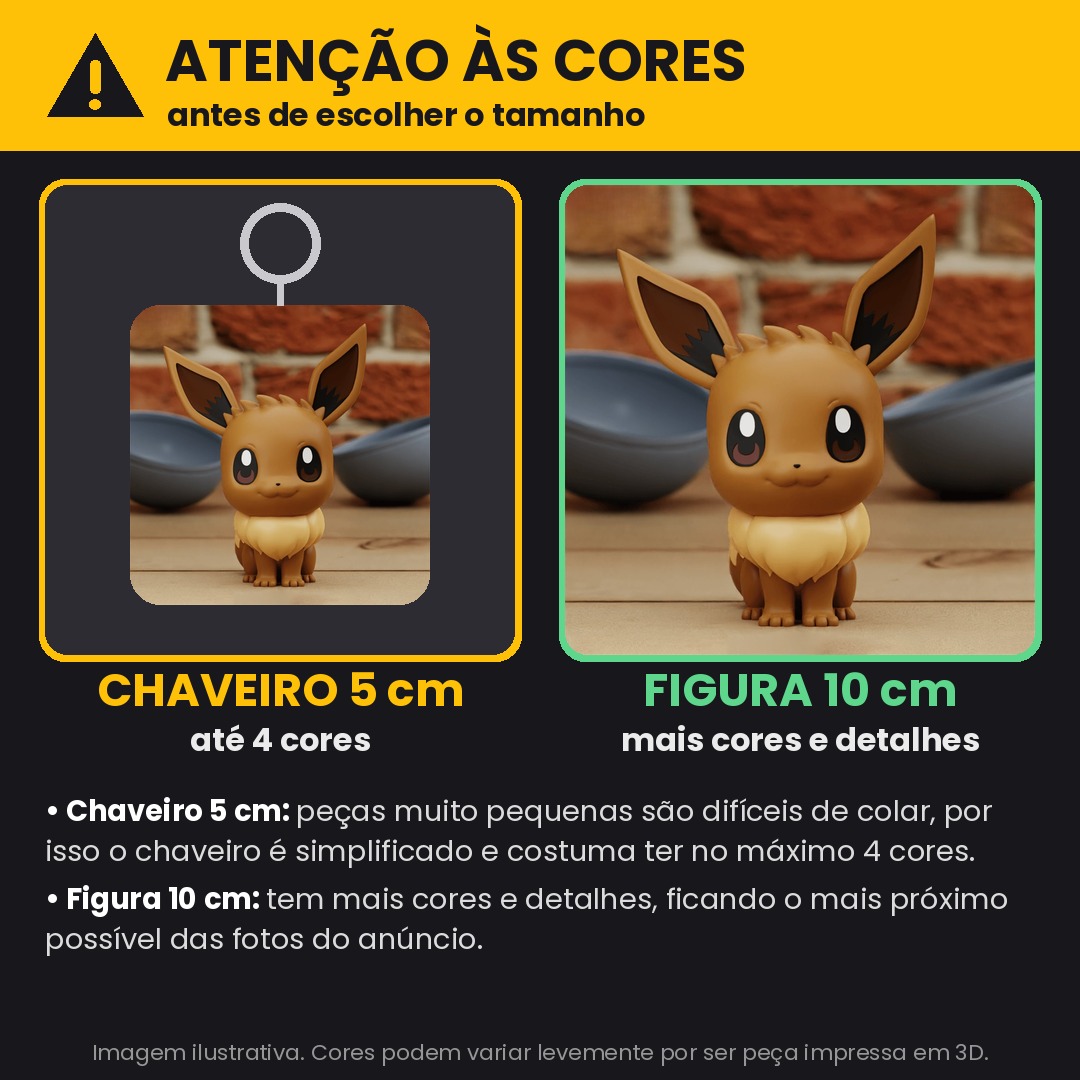 ATENÇÃO ÀS CORES
antes de escolher o tamanho
CHAVEIRO 5 cm
até 4 cores
FIGURA 10 cm
mais cores e detalhes
• Chaveiro 5 cm: peças muito pequenas são difíceis de colar, por
isso o chaveiro é simplificado e costuma ter no máximo 4 cores.
• Figura 10 cm: tem mais cores e detalhes, ficando o mais próximo
possível das fotos do anúncio.
Imagem ilustrativa. Cores podem variar levemente por ser peça impressa em 3D.